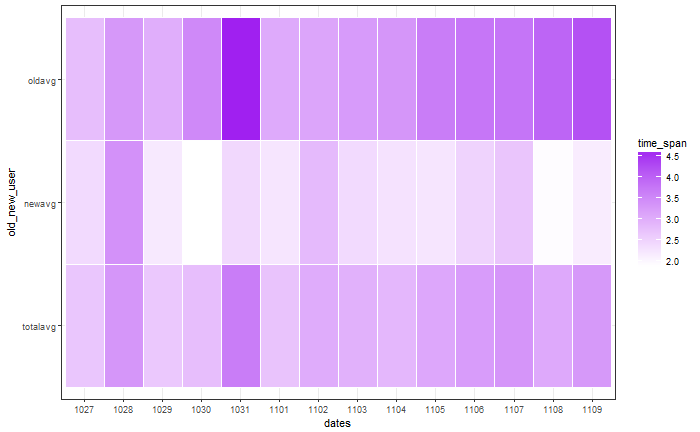 oldavg
newavg
totalavg
old_new_user
1027 1028 1029 1030 1031 1101 1102 1103 1104 1105 1106 1107 1108 1109
dates
time_span
4.5
4.0
3.5
3.0
2.5
2.0